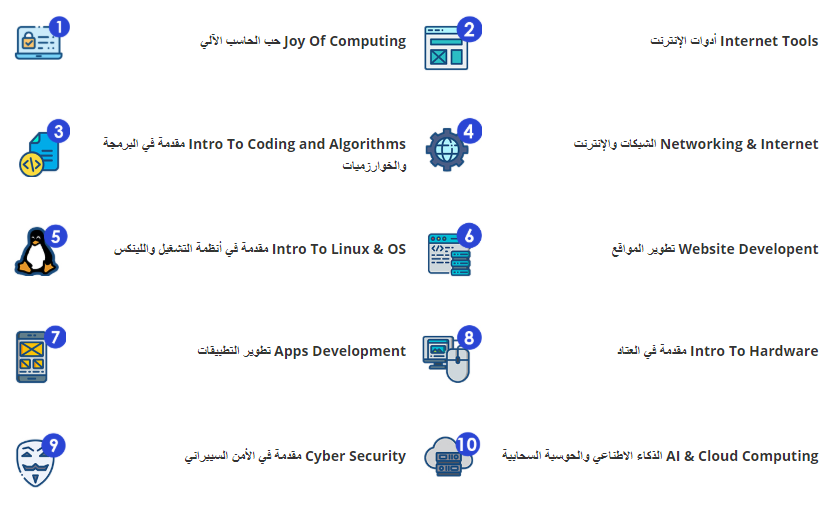 1
Joy Of Computing حب الحاسب الآلي
2
Internet Tools أدوات الإنترنت
3
Intro To Coding and Algorithms مقدمة في البرمجة
والخوارزميات
4
Networking & Internet الشبكات والإنترنت
5
Intro To Linux & OS مقدمة في أنظمة التشغيل واللينكس
6
Website Developent تطوير المواقع
7
Apps Development تطوير التطبيقات
8
Intro To Hardware مقدمة في العتاد
9
Cyber Security مقدمة في الأمن السيبراني
10
AI & Cloud Computing الذكاء الاطناعي والحوسبة السحابية